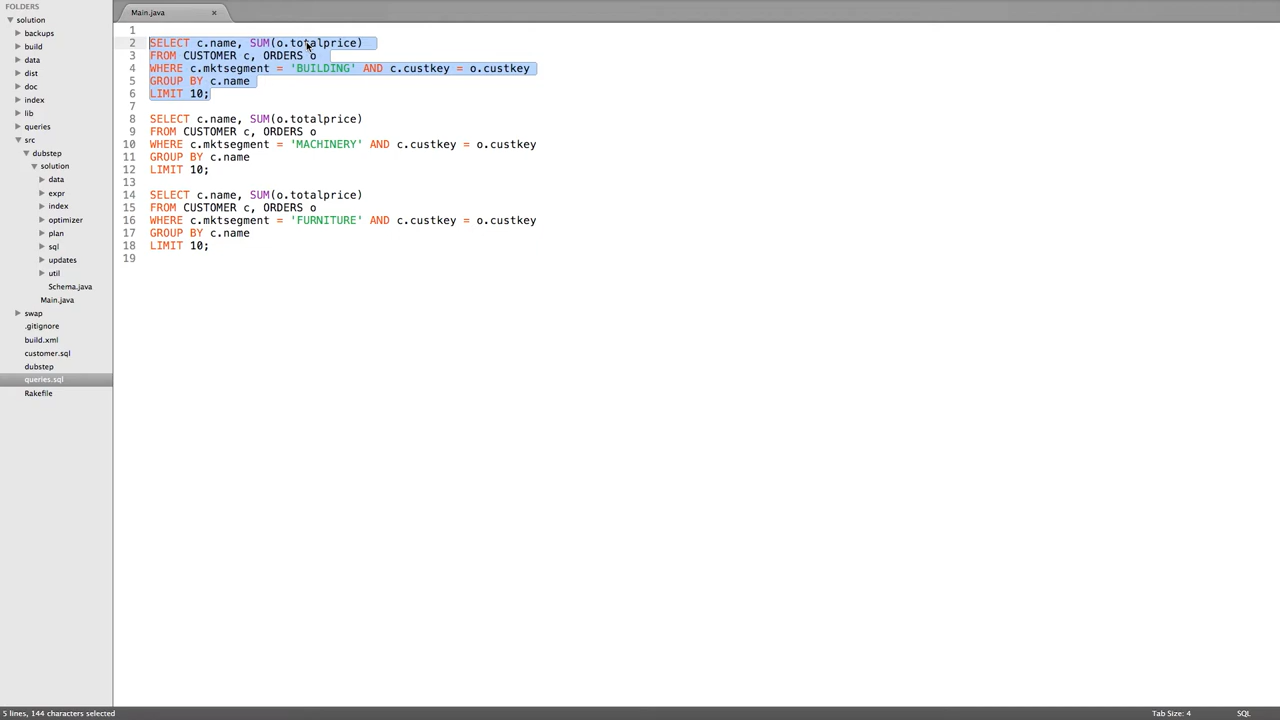 FOLDERS
solution
backups
build
data
dist
doc
index
lib
queries
src
dubstep
solution
data
expr
index
optimizer
plan
sql
updates
util
Schema.java
Main.java
swap
.gitignore
build.xml
customer.sql
dubstep
queries.sql
Rakefile
Main.java ×
1
2 SELECT c.name, SUM(o.totalprice)
3 FROM CUSTOMER c, ORDERS o
4 WHERE c.mktsegment = 'BUILDING' AND c.custkey = o.custkey
5 GROUP BY c.name
6 LIMIT 10;
7
8 SELECT c.name, SUM(o.totalprice)
9 FROM CUSTOMER c, ORDERS o
10 WHERE c.mktsegment = 'MACHINERY' AND c.custkey = o.custkey
11 GROUP BY c.name
12 LIMIT 10;
13
14 SELECT c.name, SUM(o.totalprice)
15 FROM CUSTOMER c, ORDERS o
16 WHERE c.mktsegment = 'FURNITURE' AND c.custkey = o.custkey
17 GROUP BY c.name
18 LIMIT 10;
19
5 lines, 144 characters selected
Tab Size: 4 SQL